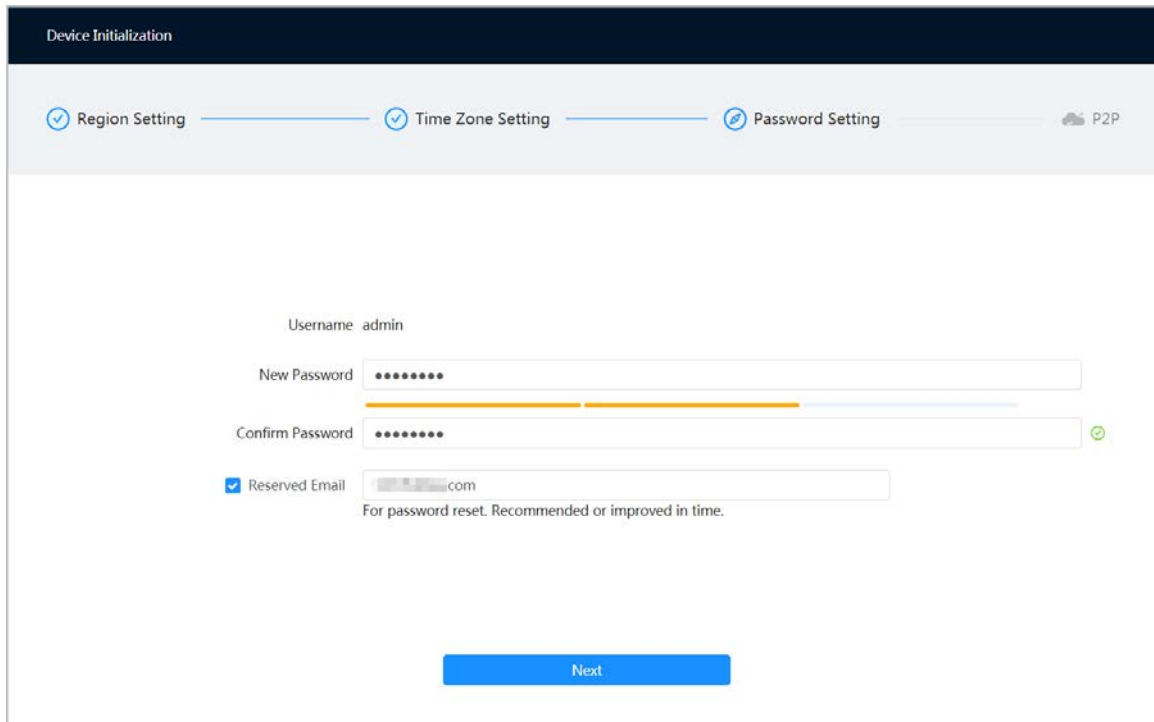 Device Initialization
Region Setting Time Zone Setting Password Setting P2P
Username admin
New Password ●●●●●●●●
Confirm Password ●●●●●●●●
Reserved Email com
For password reset. Recommended or improved in time.
Next